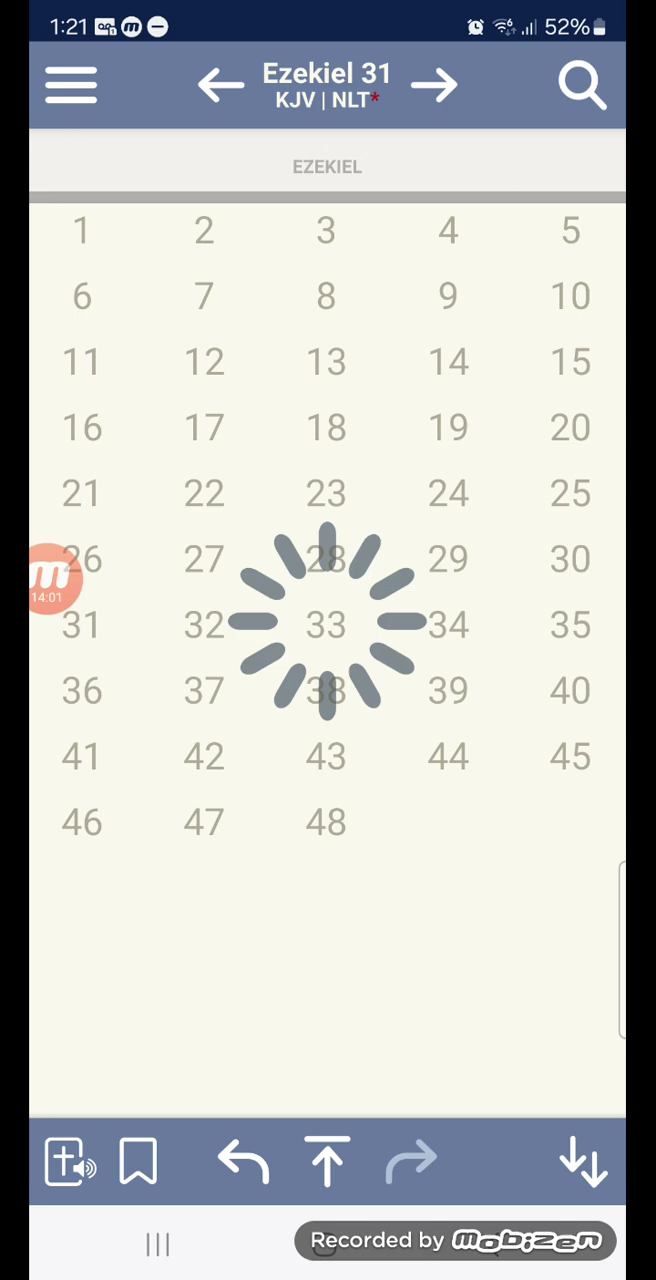 1:21 52%
Ezekiel 31
KJV | NLT*
EZEKIEL
1 2 3 4 5
6 7 8 9 10
11 12 13 14 15
16 17 18 19 20
21 22 23 24 25
26 27 28 29 30
31 32 33 34 35
36 37 38 39 40
41 42 43 44 45
46 47 48
m
14:01
Recorded by mobizen